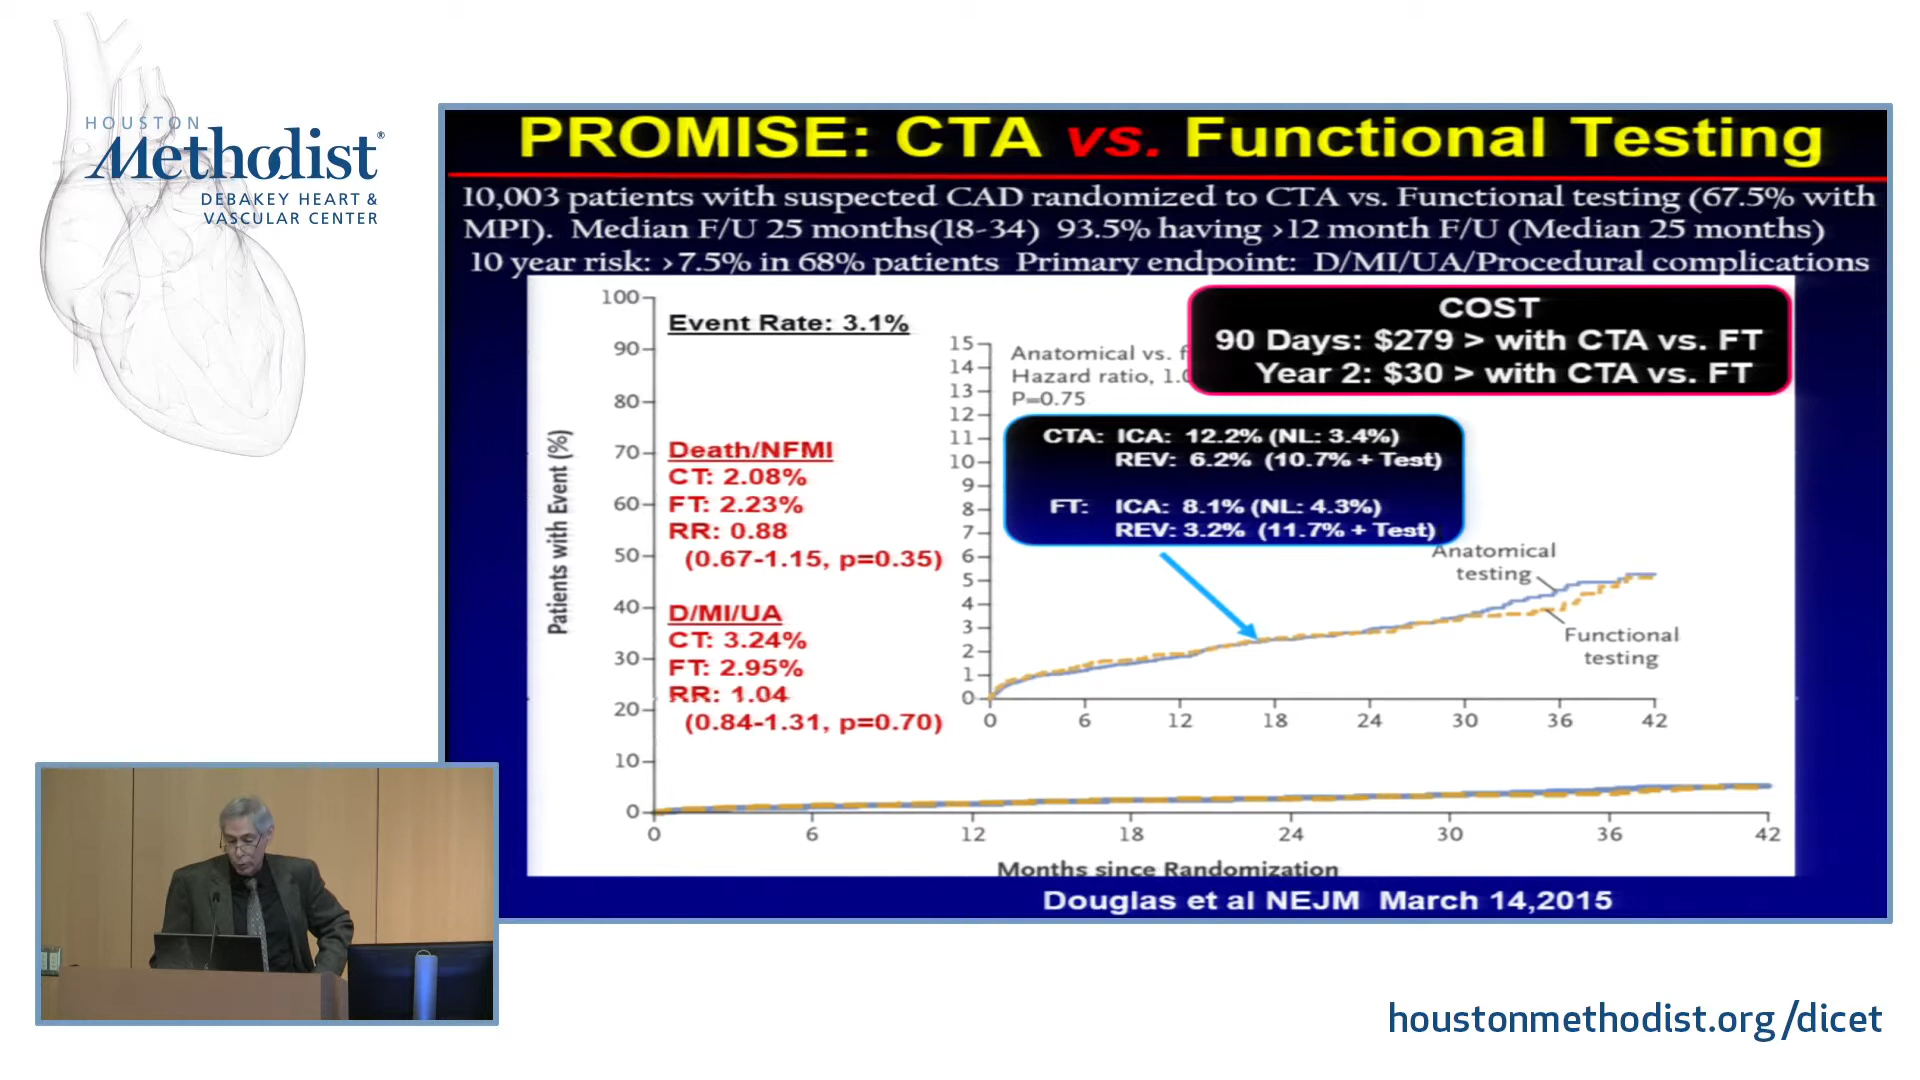 HOUSTON
Methodist®
DEBAKEY HEART &
VASCULAR CENTER
PROMISE: CTA vs. Functional Testing
10,003 patients with suspected CAD randomized to CTA vs. Functional testing (67.5% with
MPI). Median F/U 25 months(18-34) 93.5% having >12 month F/U (Median 25 months)
10 year risk: >7.5% in 68% patients Primary endpoint: D/MI/UA/Procedural complications
COST
90 Days: $279 > with CTA vs. FT
Year 2: $30 > with CTA vs. FT
Event Rate: 3.1%
Anatomical vs. f
Hazard ratio, 1.0
P=0.75
CTA: ICA: 12.2% (NL: 3.4%)
REV: 6.2% (10.7% + Test)
FT: ICA: 8.1% (NL: 4.3%)
REV: 3.2% (11.7% + Test)
Death/NFMI
CT: 2.08%
FT: 2.23%
RR: 0.88
(0.67-1.15, p=0.35)
D/MI/UA
CT: 3.24%
FT: 2.95%
RR: 1.04
(0.84-1.31, p=0.70)
Patients with Event (%)
100
90
80
70
60
50
40
30
20
10
0
0 6 12 18 24 30 36 42
Months since Randomization
15
14
13
12
11
10
9
8
7
6
5
4
3
2
1
0
0 6 12 18 24 30 36 42
Anatomical
testing
Functional
testing
Douglas et al NEJM March 14,2015
houstonmethodist.org/dicet